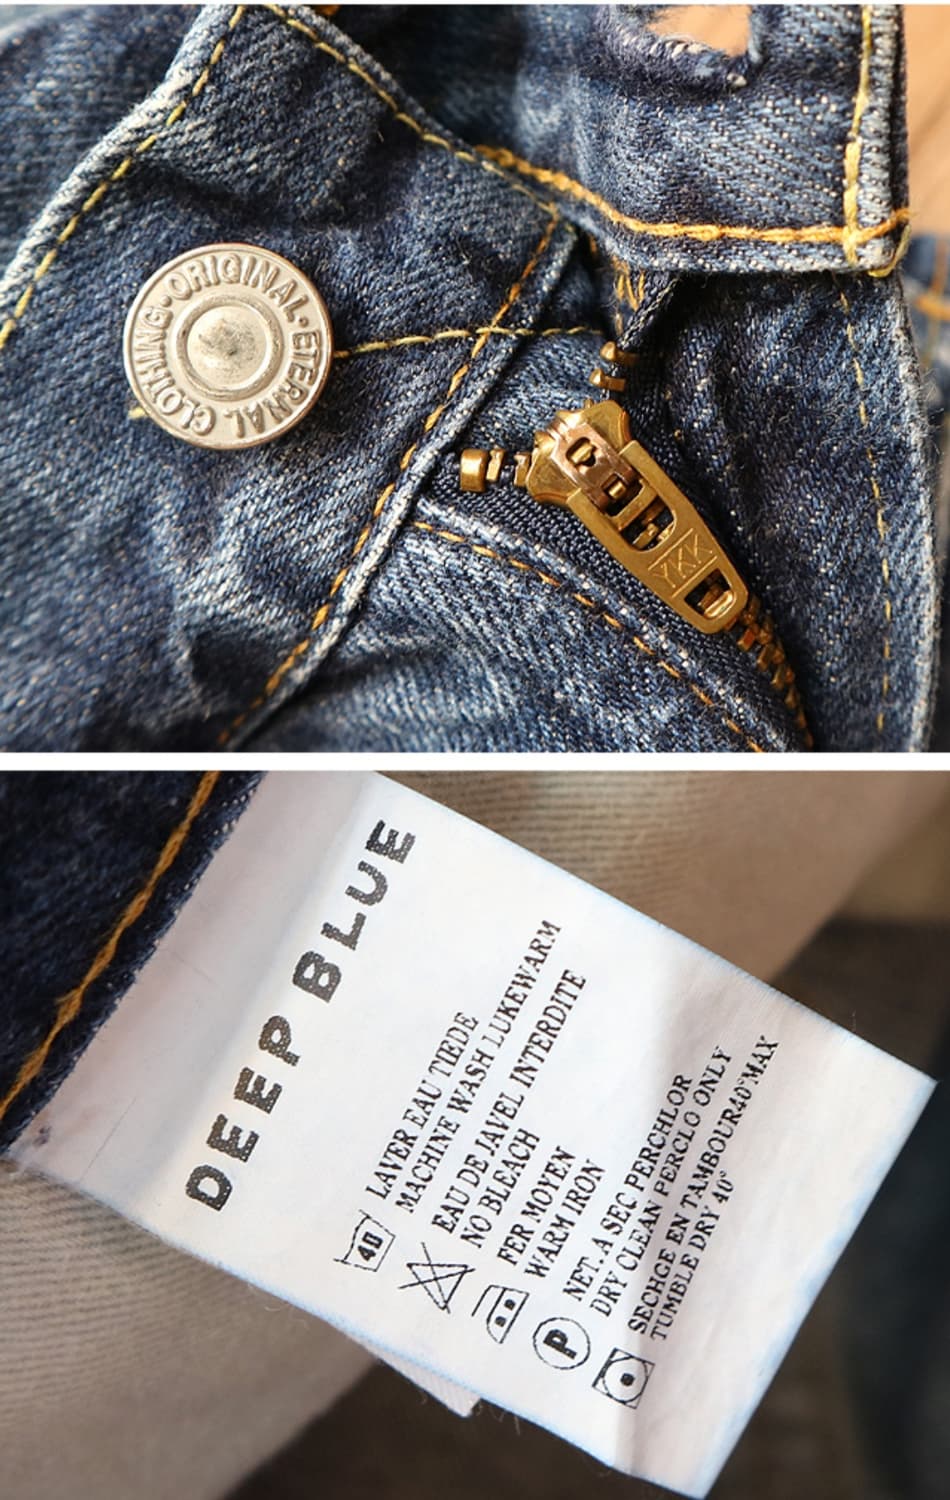 ORIGINAL · ETERNAL CLOTHING ·
YKK
DEEP BLUE
40
LAVER EAU TIEDE
MACHINE WASH LUKEWARM
EAU DE JAVEL INTERDITE
NO BLEACH
FER MOYEN
WARM IRON
P
NET. A SEC PERCHLOR
DRY CLEAN PERCLO ONLY
SECHGE EN TAMBOUR40°MAX
TUMBLE DRY 40°